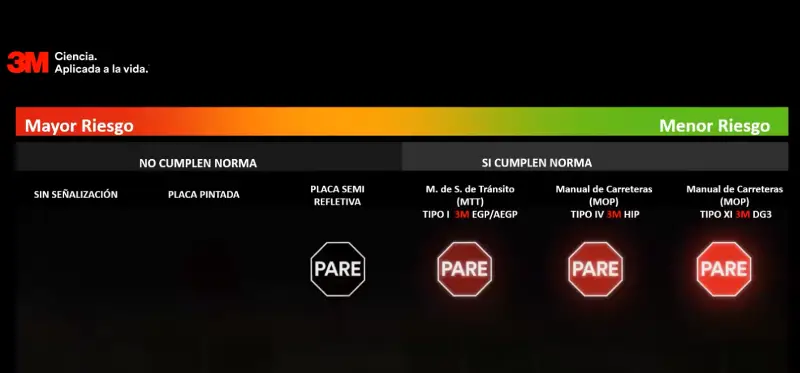 3M Ciencia.
Aplicada a la vida.
Mayor Riesgo
Menor Riesgo
NO CUMPLEN NORMA
SI CUMPLEN NORMA
SIN SEÑALIZACIÓN
PLACA PINTADA
PLACA SEMI
REFLETIVA
M. de S. de Tránsito
(MTT)
TIPO I 3M EGP/AEGP
Manual de Carreteras
(MOP)
TIPO IV 3M HIP
Manual de Carreteras
(MOP)
TIPO XI 3M DG3
PARE
PARE
PARE
PARE